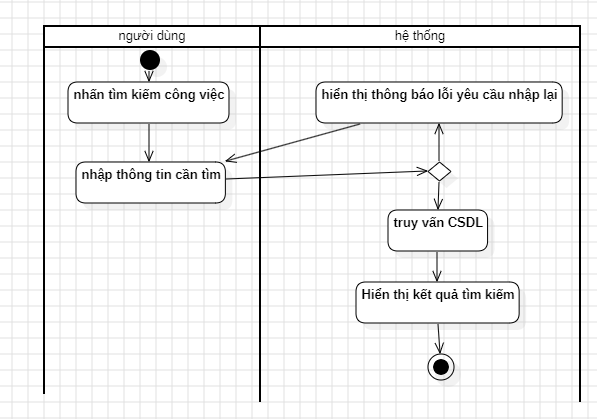 người dùng
hệ thống
nhấn tìm kiếm công việc
hiển thị thông báo lỗi yêu cầu nhập lại
nhập thông tin cần tìm
truy vấn CSDL
Hiển thị kết quả tìm kiếm